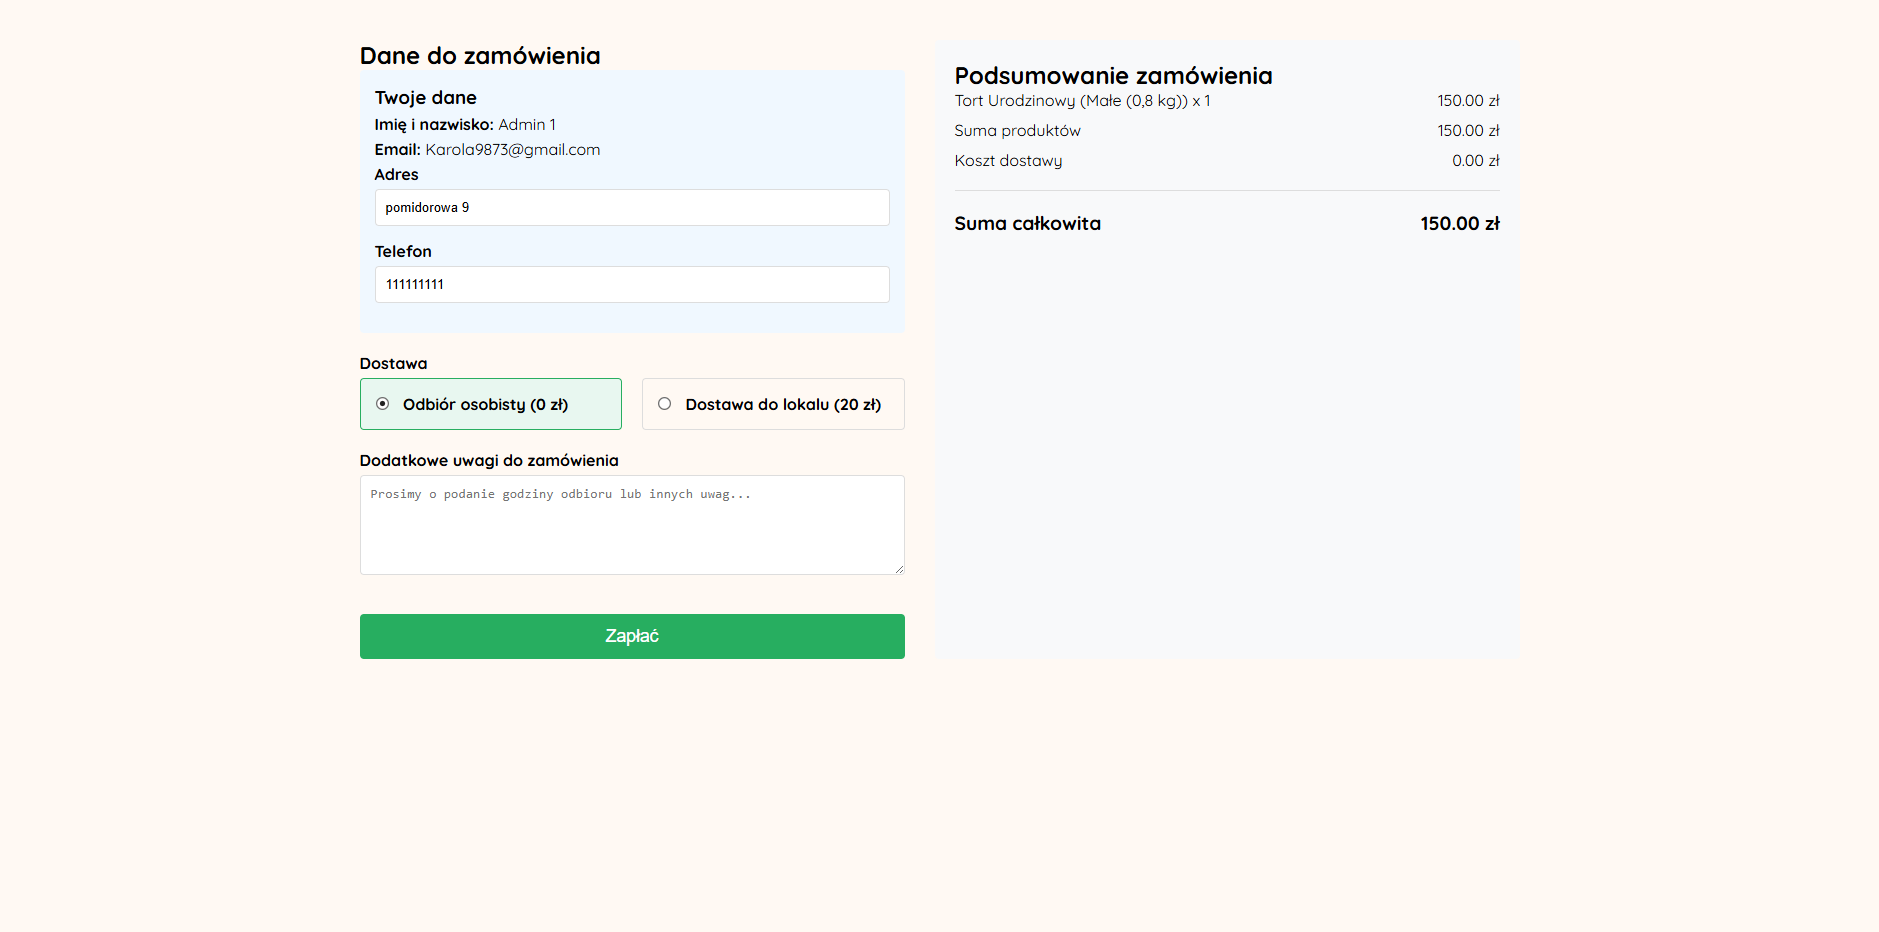 Dane do zamówienia
Twoje dane
Imię i nazwisko: Admin 1
Email: Karola9873@gmail.com
Adres
pomidorowa 9
Telefon
111111111
Dostawa
Odbiór osobisty (0 zł)
Dostawa do lokalu (20 zł)
Dodatkowe uwagi do zamówienia
Prosimy o podanie godziny odbioru lub innych uwag...
Zapłać
Podsumowanie zamówienia
Tort Urodzinowy (Małe (0,8 kg)) x 1 150.00 zł
Suma produktów 150.00 zł
Koszt dostawy 0.00 zł
Suma całkowita 150.00 zł